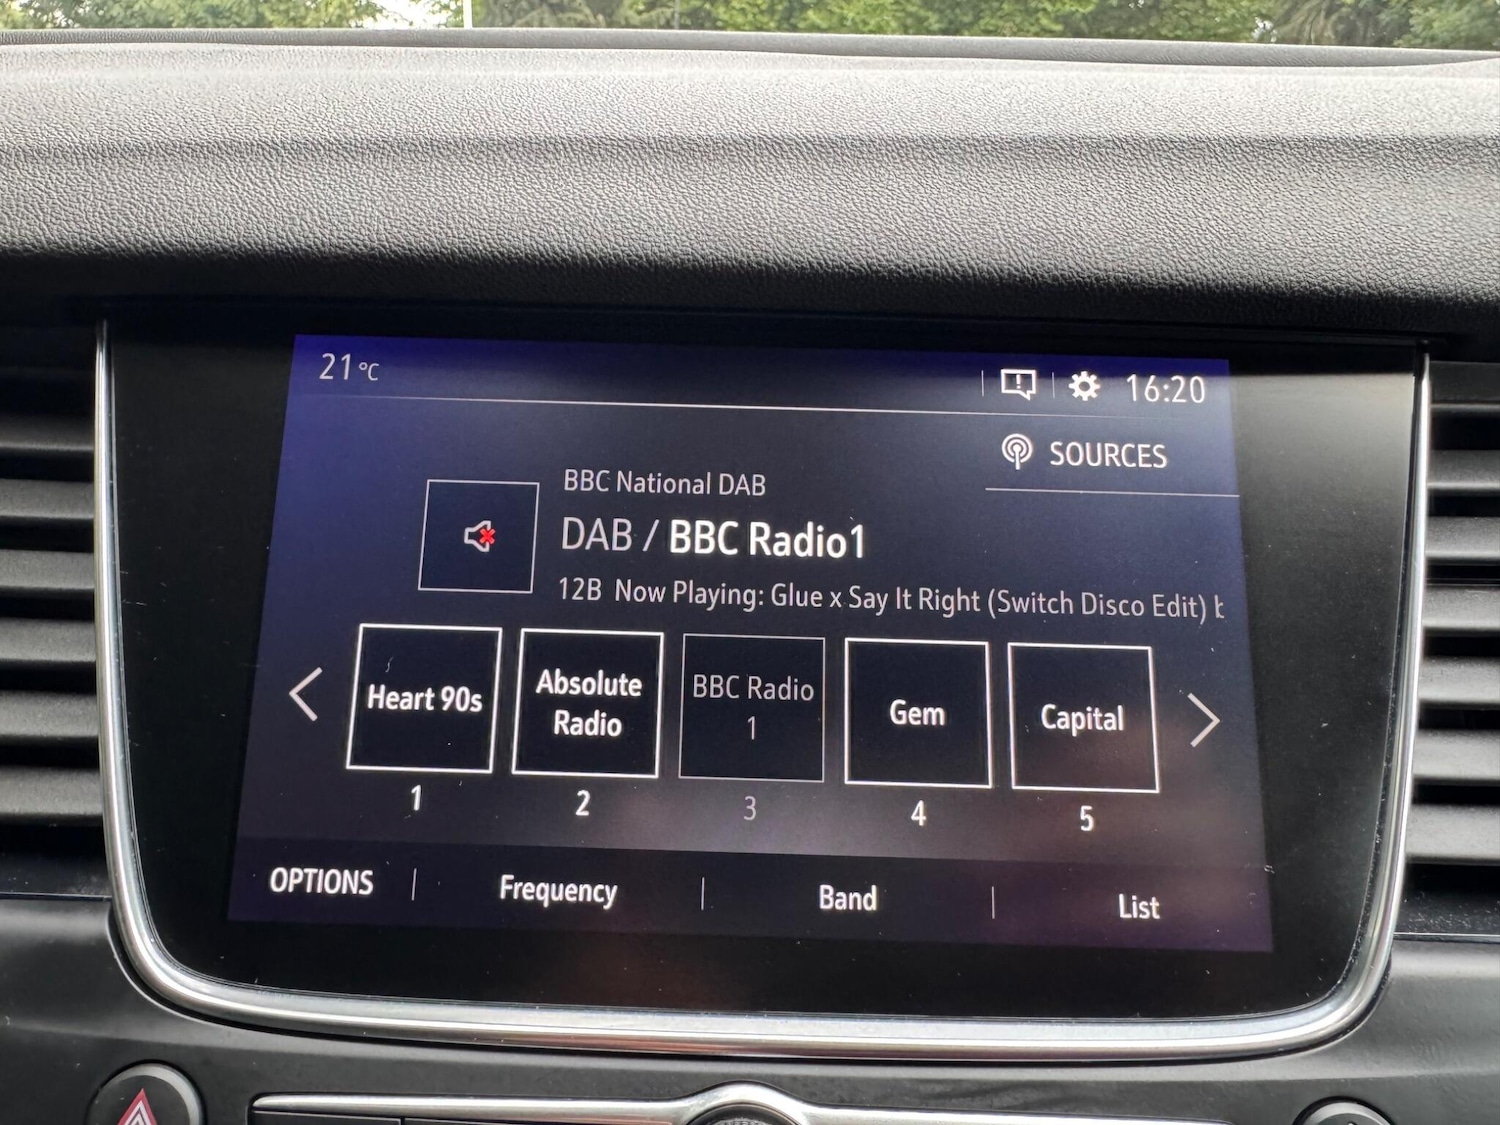 21 °C
16:20
SOURCES
BBC National DAB
DAB / BBC Radio1
12B Now Playing: Glue x Say It Right (Switch Disco Edit)
Heart 90s
Absolute
Radio
BBC Radio
1
Gem
Capital
1
2
3
4
5
OPTIONS
Frequency
Band
List